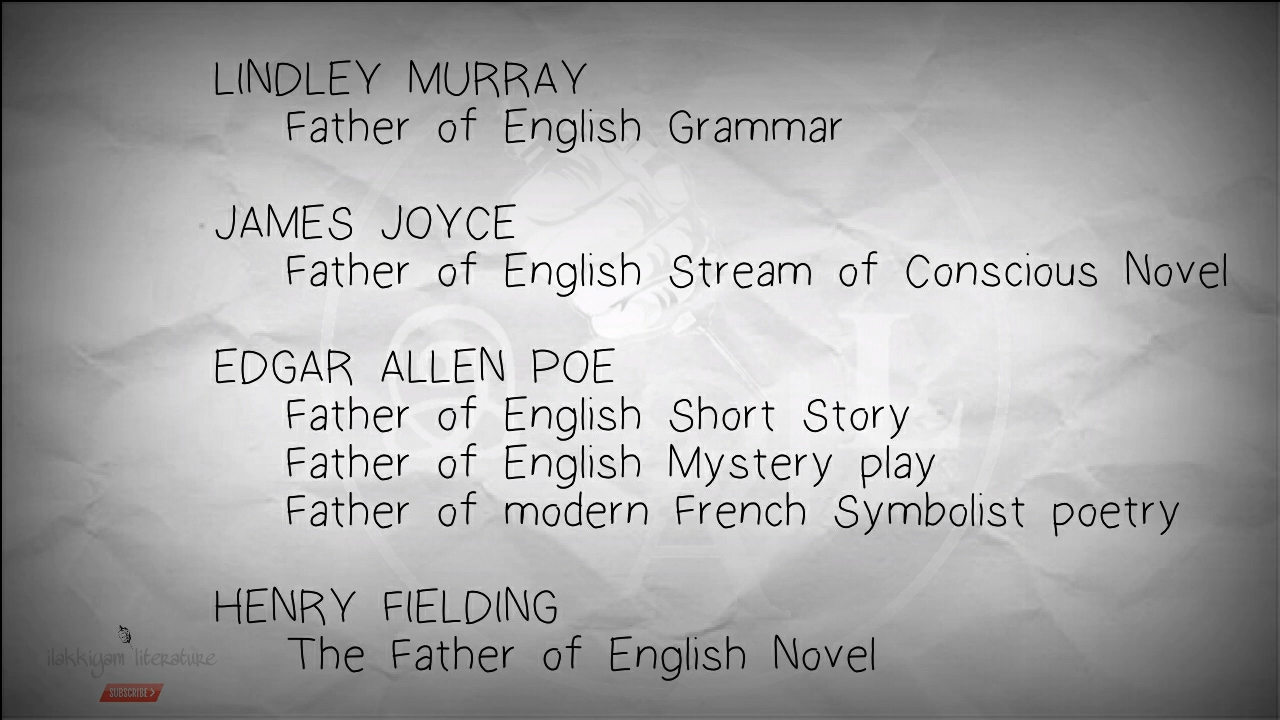 LINDLEY MURRAY
Father of English Grammar
JAMES JOYCE
Father of English Stream of Conscious Novel
EDGAR ALLEN POE
Father of English Short Story
Father of English Mystery play
Father of modern French Symbolist poetry
HENRY FIELDING
The Father of English Novel
ilakkiyam literature
SUBSCRIBE >